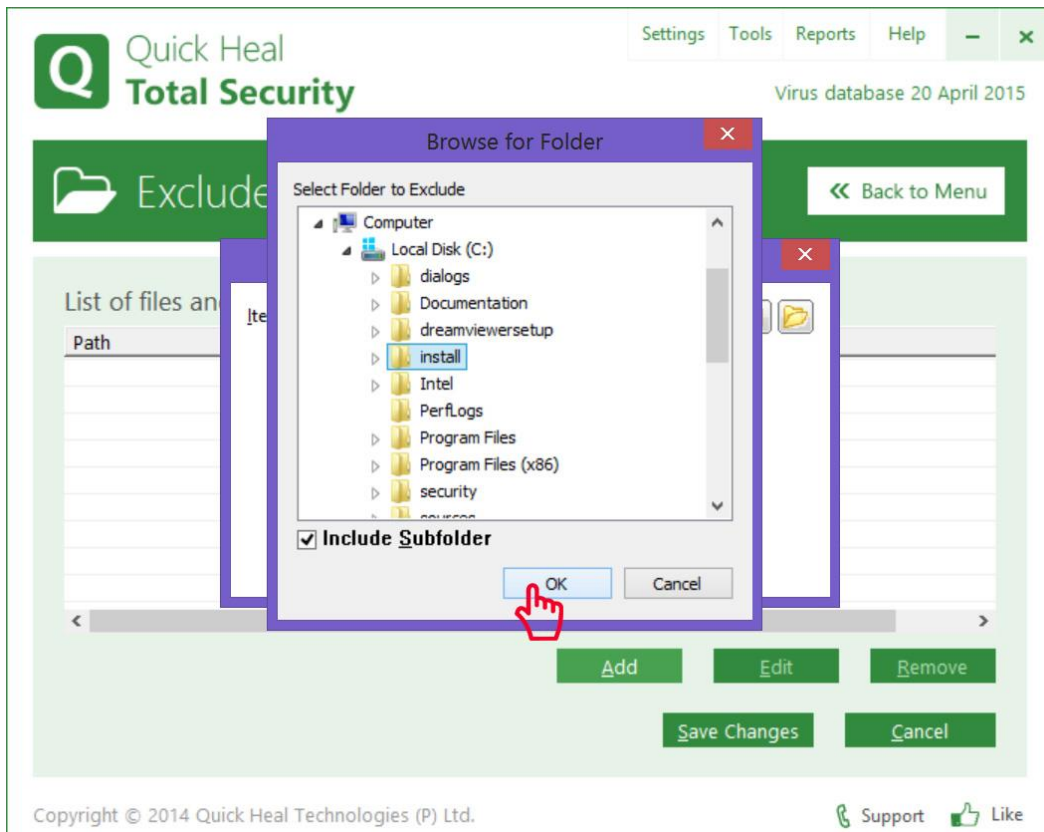 Q
Quick Heal
Total Security
Settings Tools Reports Help
Virus database 20 April 2015
Browse for Folder
Exclude
Back to Menu
Select Folder to Exclude
Computer
Local Disk (C:)
dialogs
Documentation
dreamviewersetup
install
Intel
PerfLogs
Program Files
Program Files (x86)
security
Include Subfolder
OK Cancel
List of files an
Ite
Path
Add Edit Remove
Save Changes Cancel
Copyright © 2014 Quick Heal Technologies (P) Ltd.
Support Like